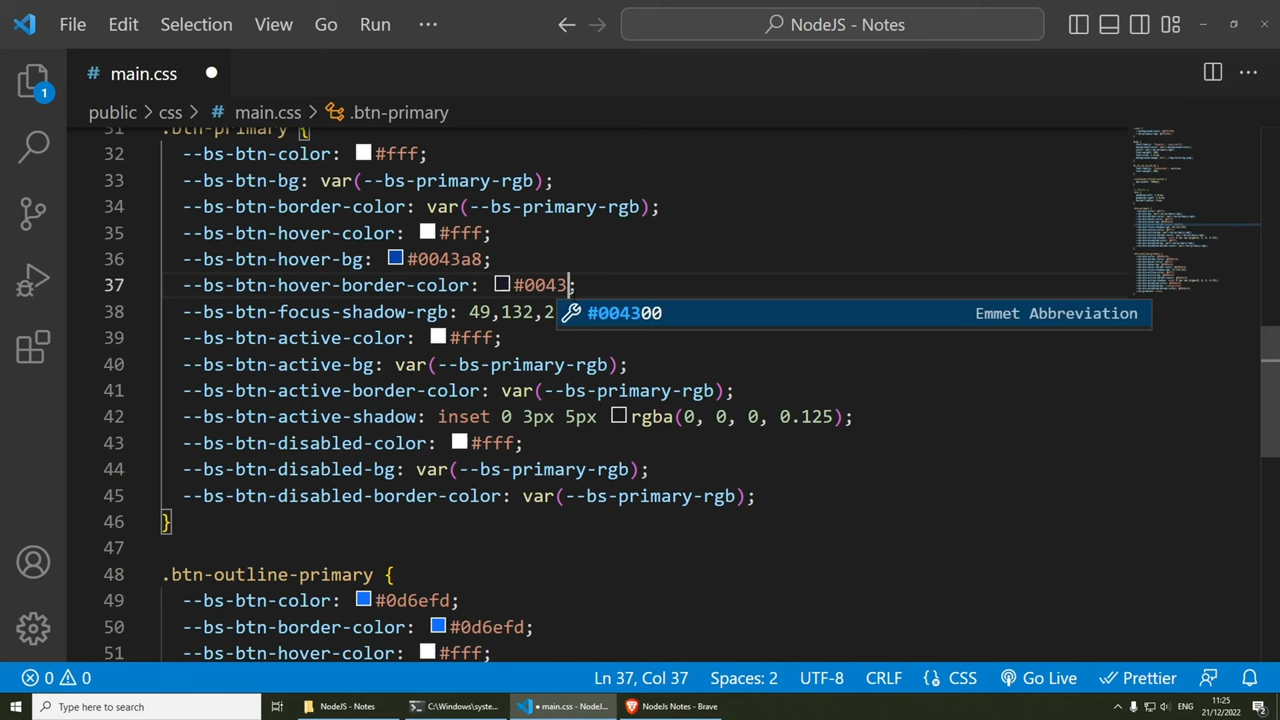 File Edit Selection View Go Run ··· NodeJS - Notes
main.css
public > css > # main.css > .btn-primary
31 .btn-primary {
32 --bs-btn-color: #fff;
33 --bs-btn-bg: var(--bs-primary-rgb);
34 --bs-btn-border-color: var(--bs-primary-rgb);
35 --bs-btn-hover-color: #fff;
36 --bs-btn-hover-bg: #0043a8;
37 --bs-btn-hover-border-color: #0043;
38 --bs-btn-focus-shadow-rgb: 49,132,2
#004300 Emmet Abbreviation
39 --bs-btn-active-color: #fff;
40 --bs-btn-active-bg: var(--bs-primary-rgb);
41 --bs-btn-active-border-color: var(--bs-primary-rgb);
42 --bs-btn-active-shadow: inset 0 3px 5px rgba(0, 0, 0, 0.125);
43 --bs-btn-disabled-color: #fff;
44 --bs-btn-disabled-bg: var(--bs-primary-rgb);
45 --bs-btn-disabled-border-color: var(--bs-primary-rgb);
46 }
47
48 .btn-outline-primary {
49 --bs-btn-color: #0d6efd;
50 --bs-btn-border-color: #0d6efd;
51 --bs-btn-hover-color: #fff;
1
0 0 Ln 37, Col 37 Spaces: 2 UTF-8 CRLF {} CSS Go Live Prettier
Type here to search NodeJS - Notes C:\Windows\syste... main.css - NodeJ... NodeJs Notes - Brave ENG 11:25
21/12/2022 2